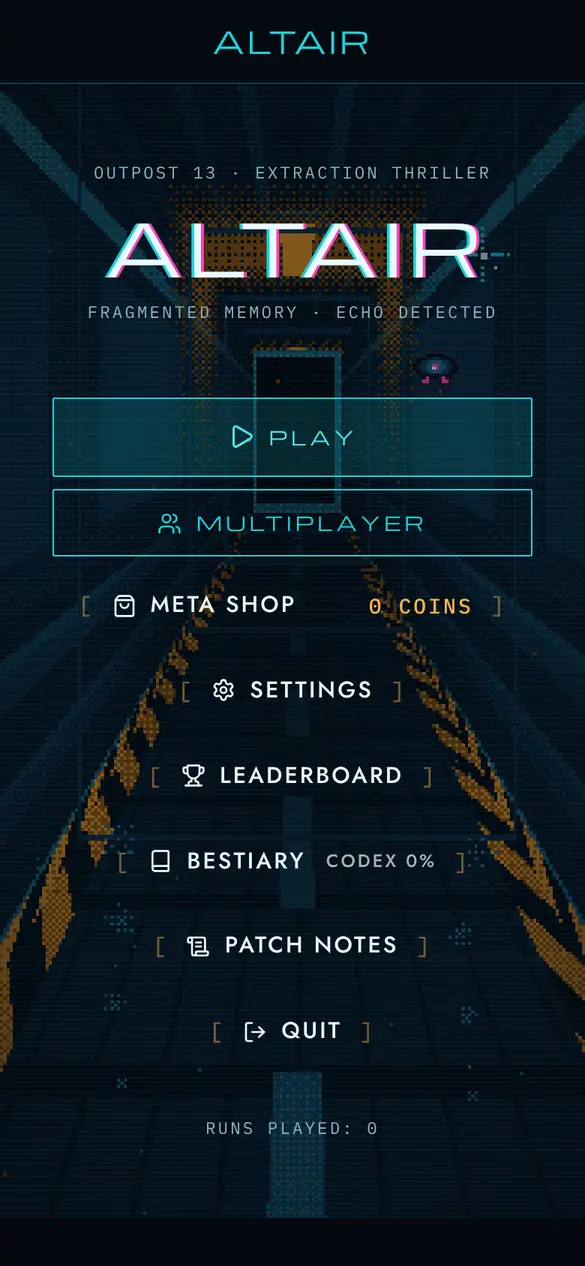 ALTAIR
OUTPOST 13 · EXTRACTION THRILLER
ALTAIR
FRAGMENTED MEMORY · ECHO DETECTED
PLAY
MULTIPLAYER
[ META SHOP 0 COINS ]
[ SETTINGS ]
[ LEADERBOARD ]
[ BESTIARY CODEX 0% ]
[ PATCH NOTES ]
[ QUIT ]
RUNS PLAYED: 0